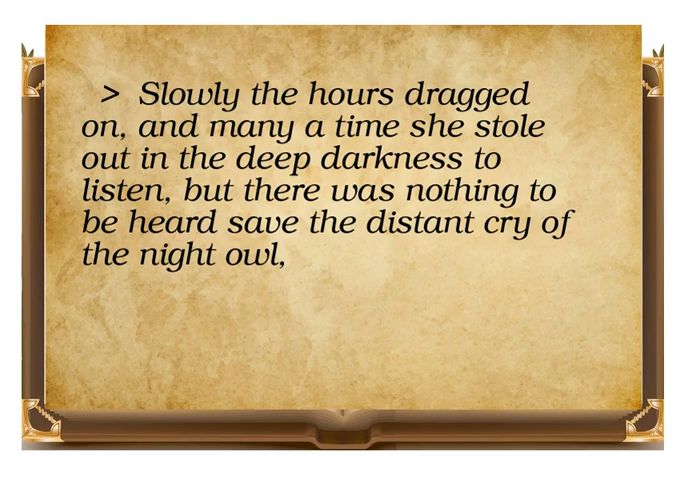 > Slowly the hours dragged
on, and many a time she stole
out in the deep darkness to
listen, but there was nothing to
be heard save the distant cry of
the night owl,